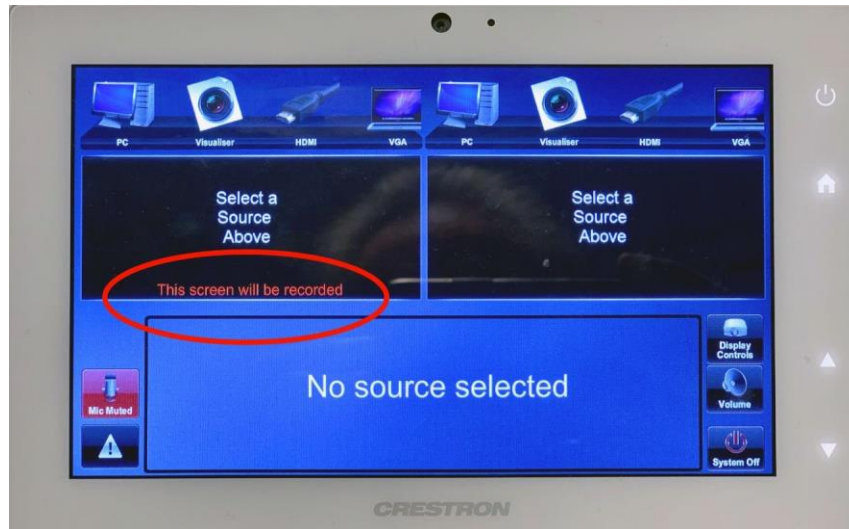 PC Visualiser HDMI VGA PC Visualiser HDMI VGA
Select a
Source
Above
This screen will be recorded
Select a
Source
Above
No source selected
Mic Muted
Display
Controls
Volume
System Off
CRESTRON